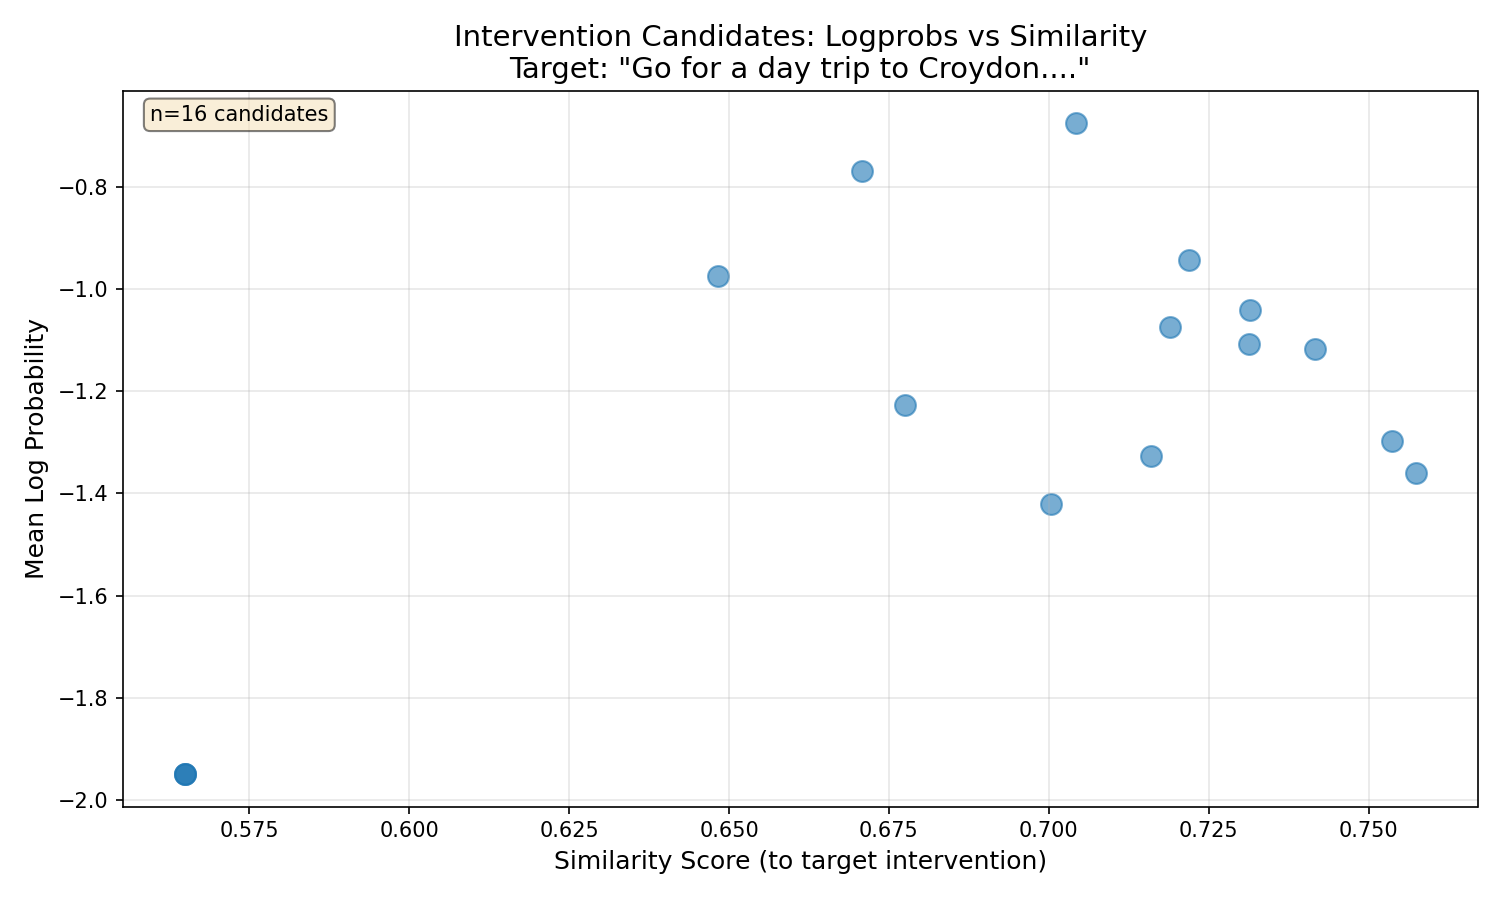 Intervention Candidates: Logprobs vs Similarity
Target: "Go for a day trip to Croydon...."
n=16 candidates
−0.8
−1.0
−1.2
−1.4
−1.6
−1.8
−2.0
Mean Log Probability
0.575 0.600 0.625 0.650 0.675 0.700 0.725 0.750
Similarity Score (to target intervention)